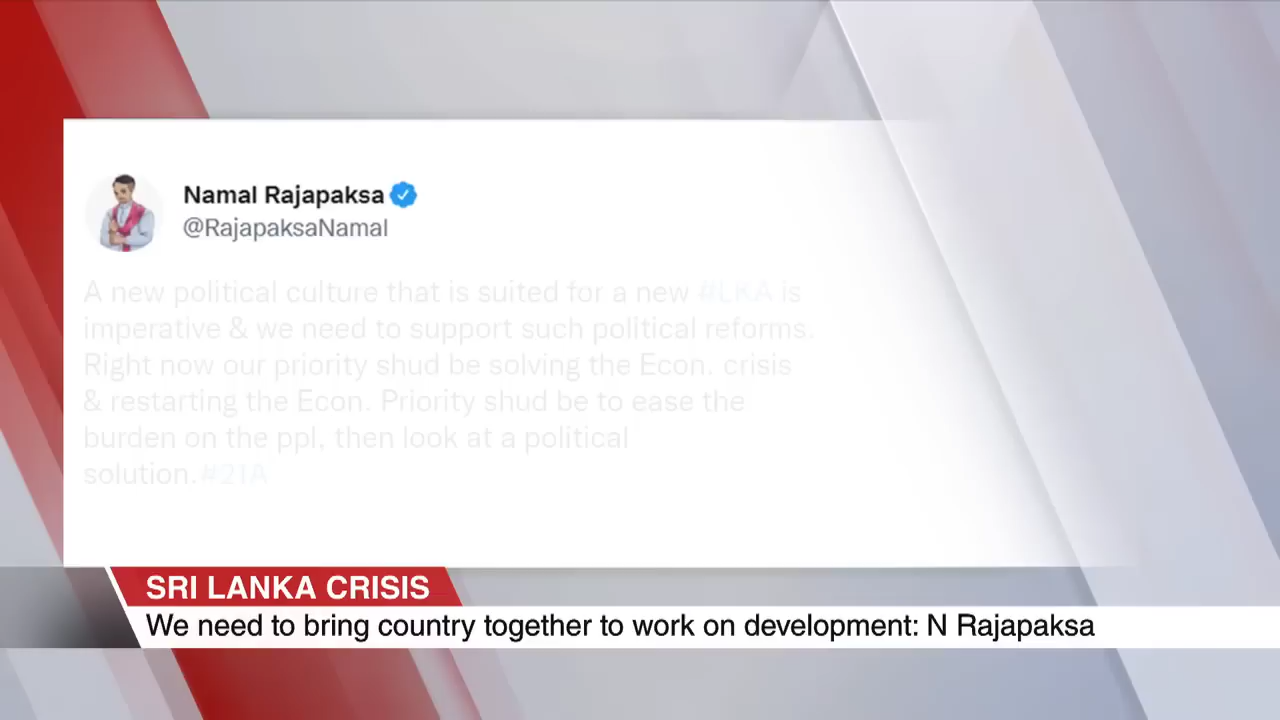 Namal Rajapaksa
@RajapaksaNamal
A new political culture that is suited for a new #LKA is
imperative & we need to support such political reforms.
Right now our priority shud be solving the Econ. crisis
& restarting the Econ. Priority shud be to ease the
burden on the ppl, then look at a political
solution.#21A
SRI LANKA CRISIS
We need to bring country together to work on development: N Rajapaksa